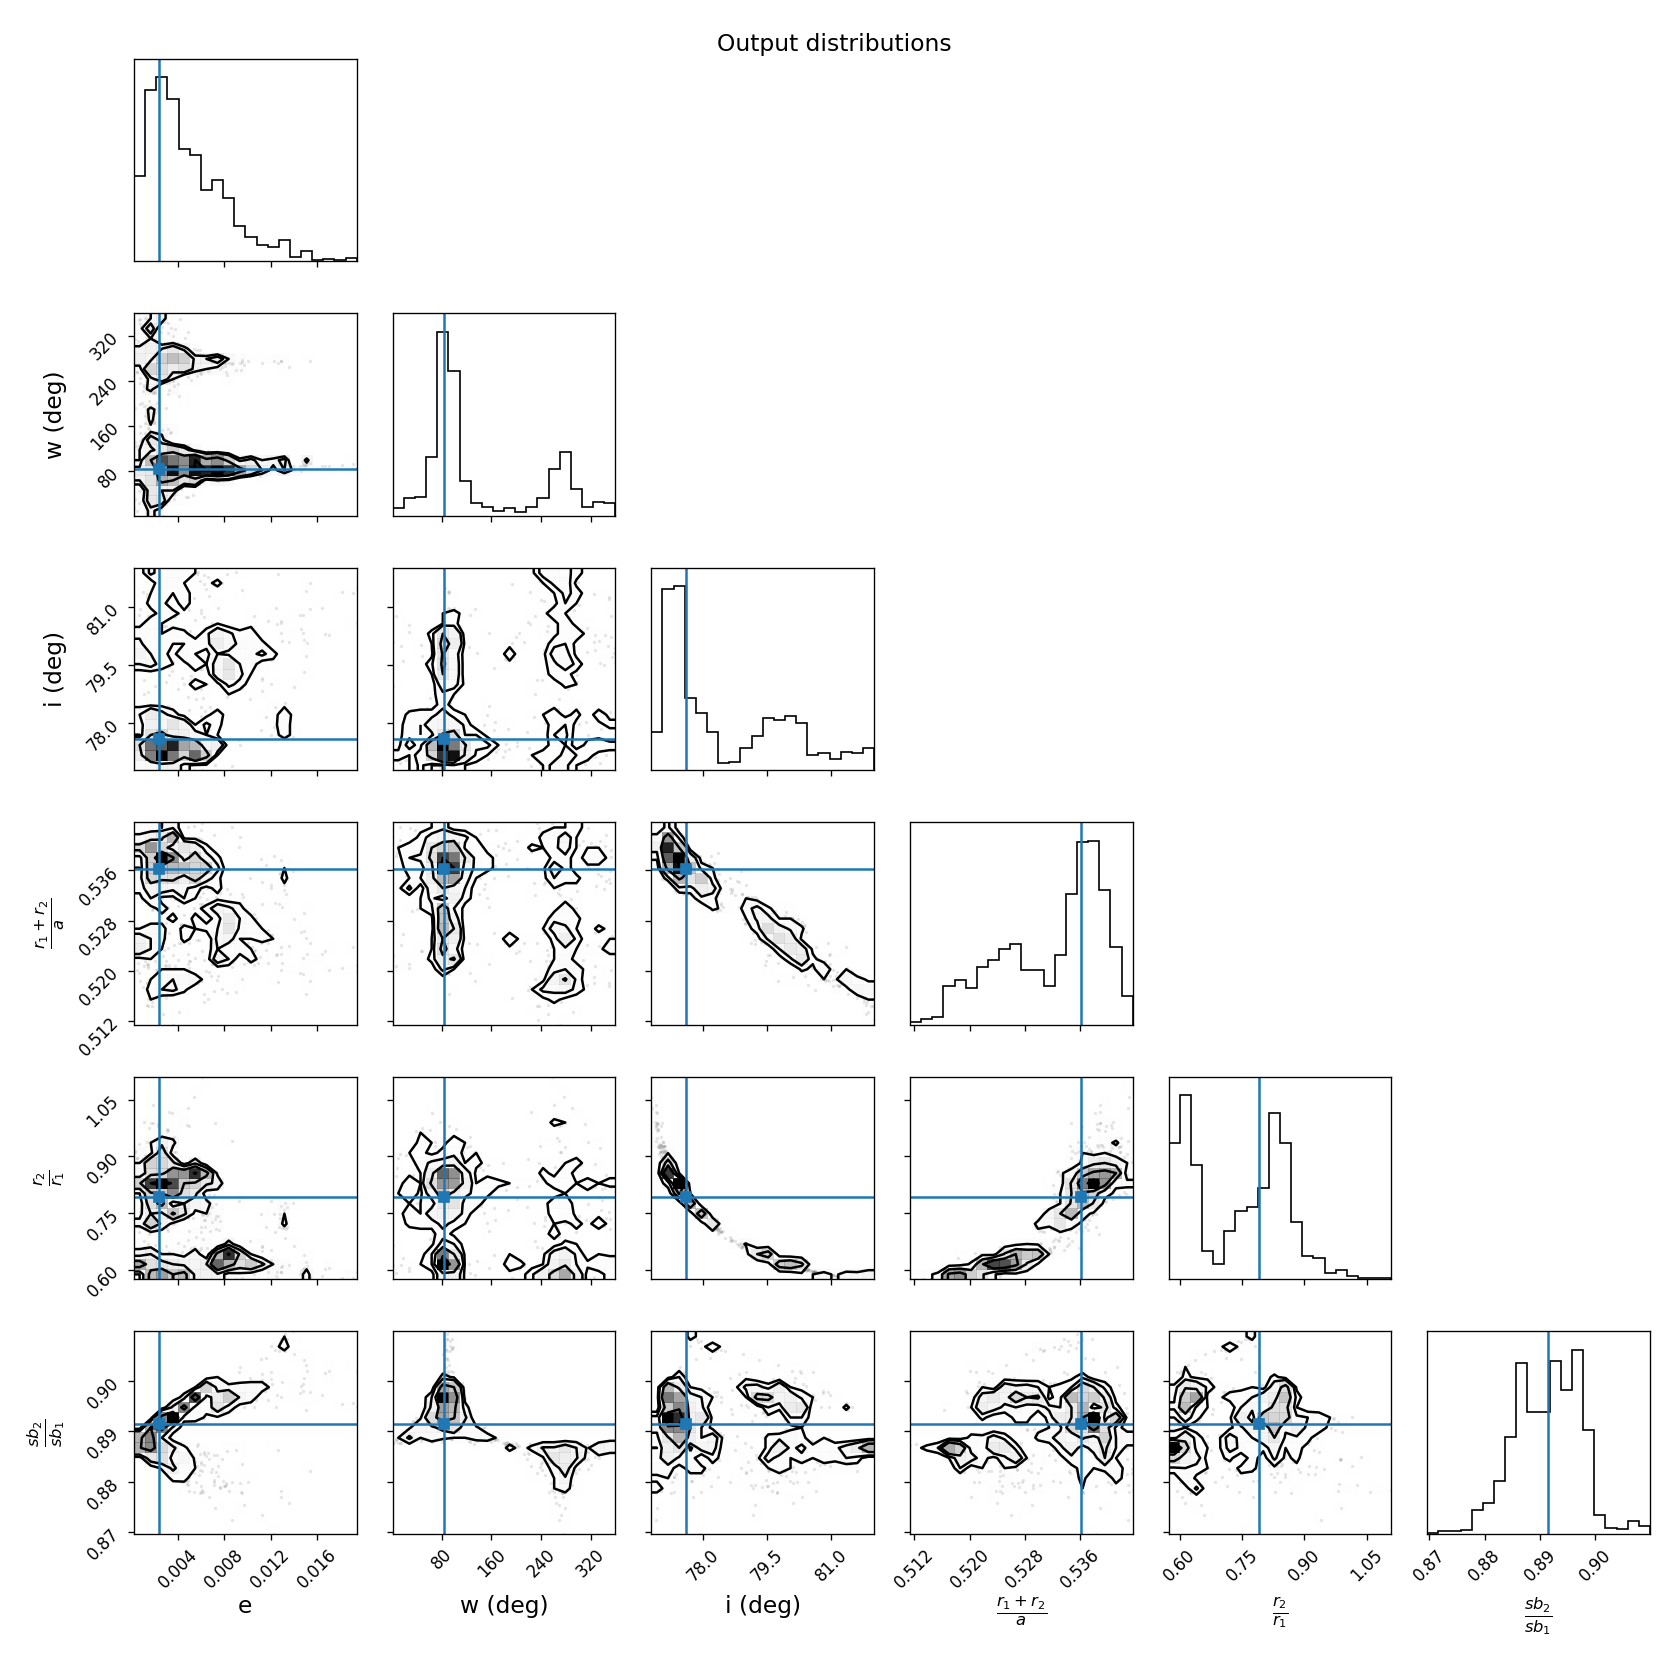 Output distributions
w (deg)
320
240
160
80
i (deg)
81.0
79.5
78.0
r₁ + r₂
a
0.536
0.528
0.520
0.512
r₂
r₁
1.05
0.90
0.75
0.60
sb₂
sb₁
0.90
0.89
0.88
0.87
0.004 0.008 0.012 0.016 80 160 240 320 78.0 79.5 81.0 0.512 0.520 0.528 0.536 0.60 0.75 0.90 1.05 0.87 0.88 0.89 0.90
e w (deg) i (deg) r₁ + r₂ r₂ sb₂
a r₁ sb₁